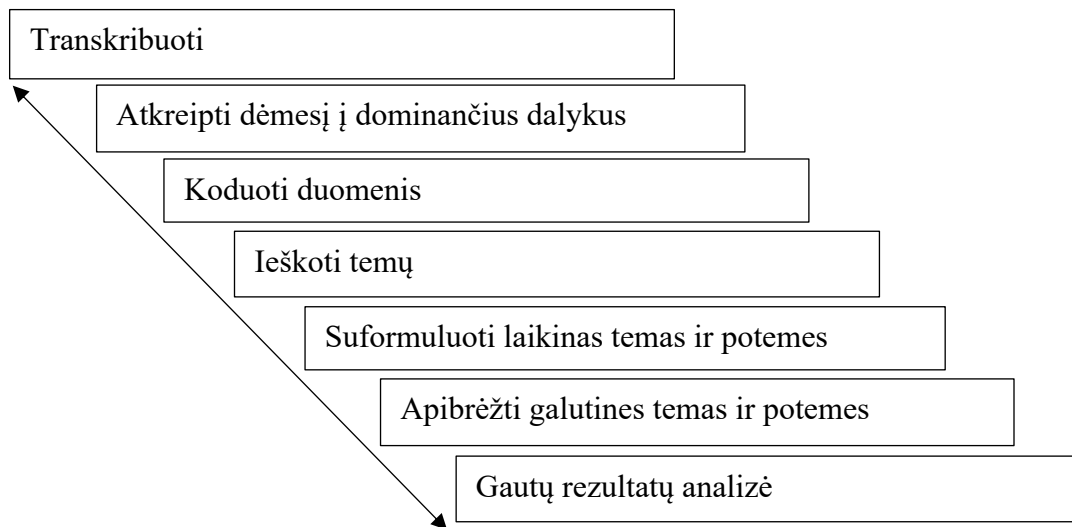 Transkribuoti
Atkreipti dėmesį į dominančius dalykus
Koduoti duomenis
Ieškoti temų
Suformuluoti laikinas temas ir potemes
Apibrėžti galutines temas ir potemes
Gautų rezultatų analizė